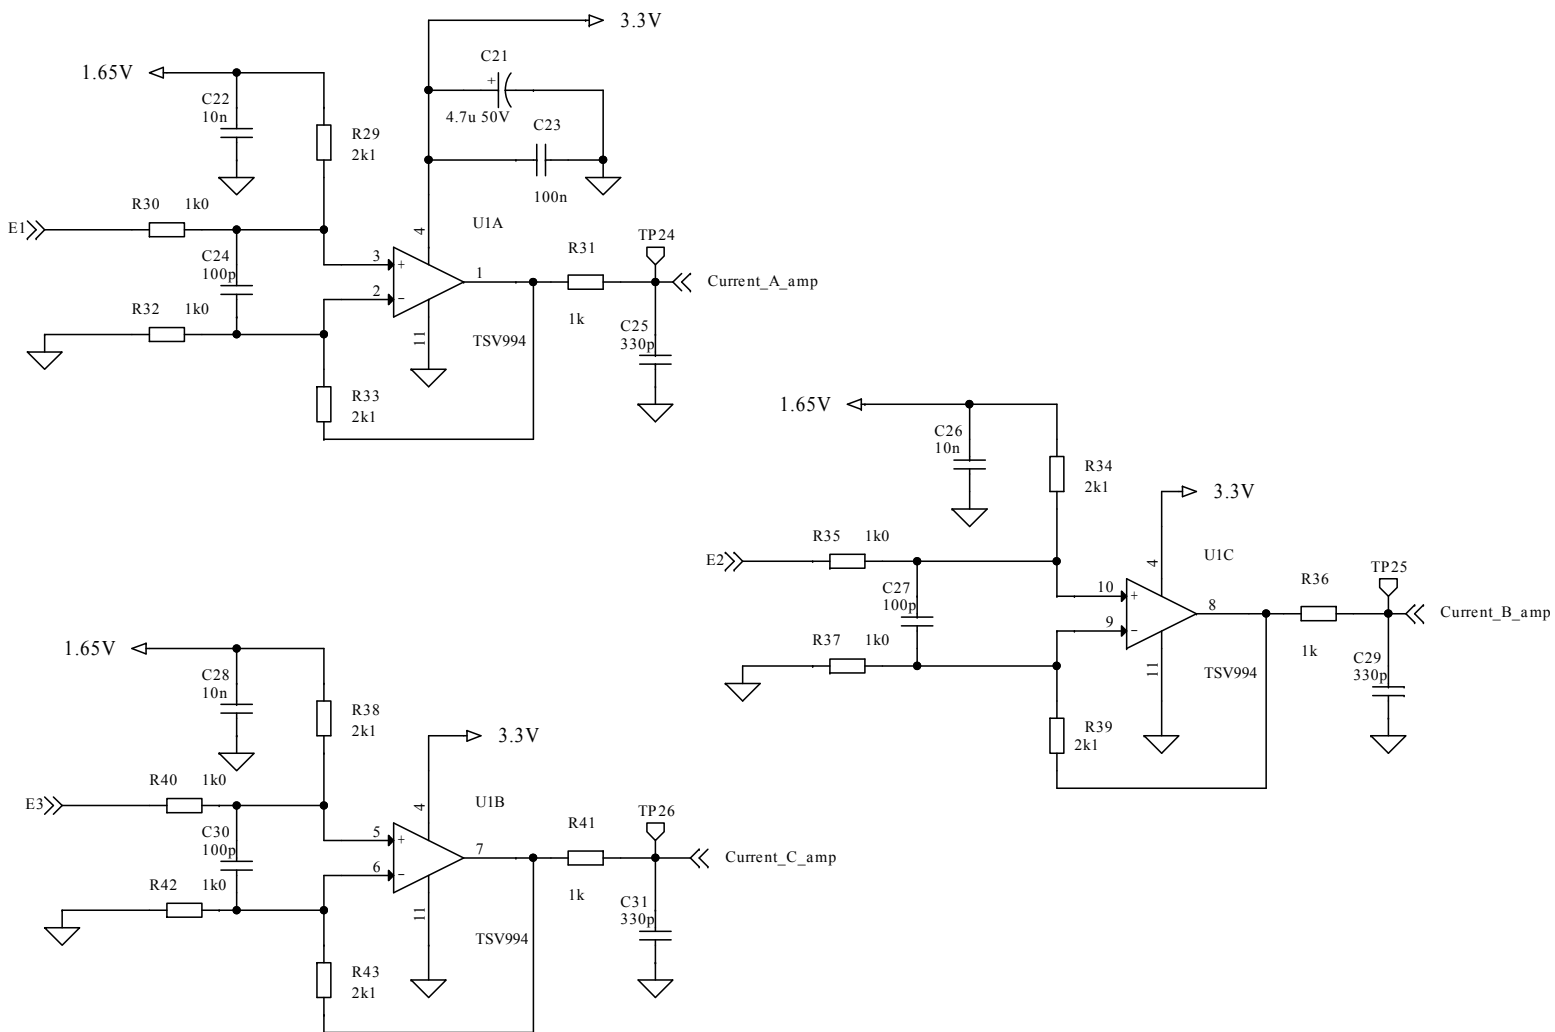 3.3V
C21
+
4.7u 50V
C23
100n
1.65V
C22
10n
R29
2k1
R30 1k0
E1
C24
100p
R32 1k0
R33
2k1
U1A
4
3
+
2
−
1
11
TSV994
R31
1k
TP24
Current_A_amp
C25
330p
1.65V
C26
10n
R34
2k1
3.3V
R35 1k0
E2
C27
100p
R37 1k0
R39
2k1
U1C
4
10
+
9
−
8
11
TSV994
R36
1k
TP25
Current_B_amp
C29
330p
1.65V
C28
10n
R38
2k1
3.3V
R40 1k0
E3
C30
100p
R42 1k0
R43
2k1
U1B
4
5
+
6
−
7
11
TSV994
R41
1k
TP26
Current_C_amp
C31
330p